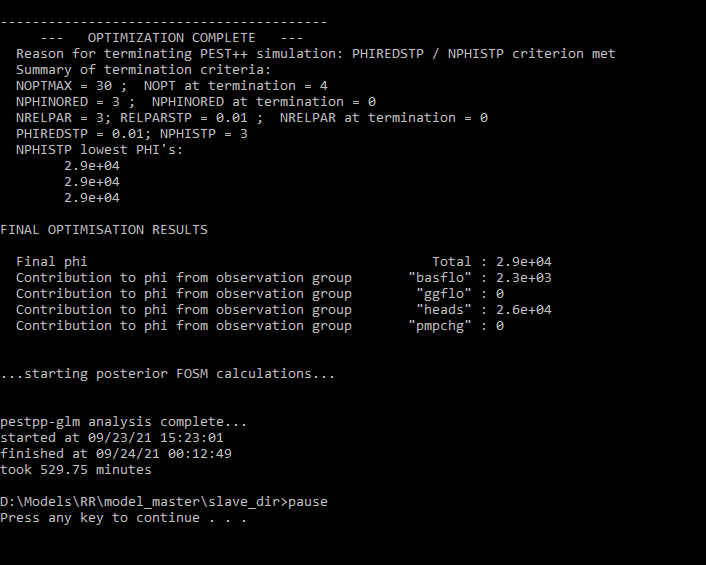 -----------------------------------------
---   OPTIMIZATION COMPLETE   ---
Reason for terminating PEST++ simulation: PHIREDSTP / NPHISTP criterion met
Summary of termination criteria:
NOPTMAX = 30 ;  NOPT at termination = 4
NPHINORED = 3 ;  NPHINORED at termination = 0
NRELPAR = 3; RELPARSTP = 0.01 ;  NRELPAR at termination = 0
PHIREDSTP = 0.01; NPHISTP = 3
NPHISTP lowest PHI's:
2.9e+04
2.9e+04
2.9e+04
FINAL OPTIMISATION RESULTS
Final phi                                           Total : 2.9e+04
Contribution to phi from observation group       "basflo" : 2.3e+03
Contribution to phi from observation group        "ggflo" : 0
Contribution to phi from observation group        "heads" : 2.6e+04
Contribution to phi from observation group       "pmpchg" : 0
...starting posterior FOSM calculations...
pestpp-glm analysis complete...
started at 09/23/21 15:23:01
finished at 09/24/21 00:12:49
took 529.75 minutes
D:\Models\RR\model_master\slave_dir>pause
Press any key to continue . . .